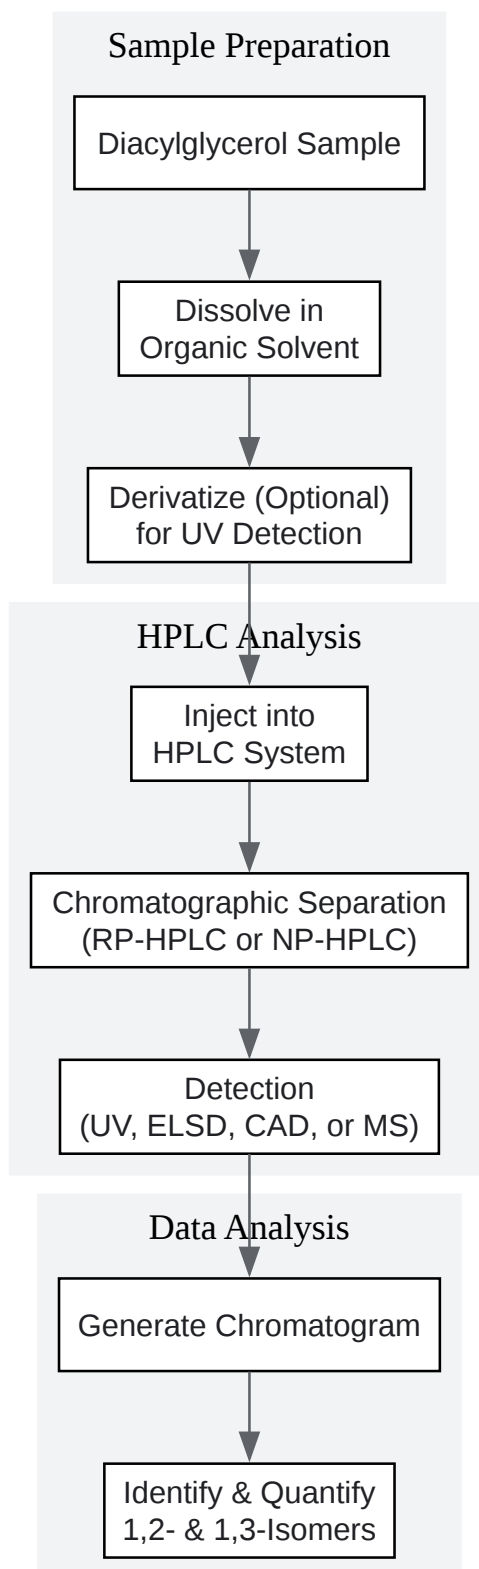 Sample Preparation
Diacylglycerol Sample
Dissolve in
Organic Solvent
Derivatize (Optional)
for UV Detection
HPLC Analysis
Inject into
HPLC System
Chromatographic Separation
(RP-HPLC or NP-HPLC)
Detection
(UV, ELSD, CAD, or MS)
Data Analysis
Generate Chromatogram
Identify & Quantify
1,2- & 1,3-Isomers